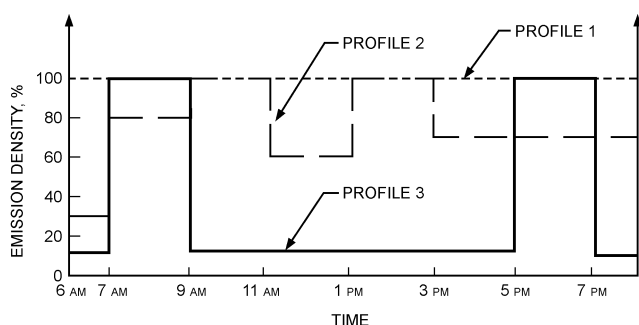 PROFILE 2
PROFILE 1
EMISSION DENSITY, %
100
80
60
40
20
0
PROFILE 3
6 AM 7 AM 9 AM 11 AM 1 PM 3 PM 5 PM 7 PM
TIME